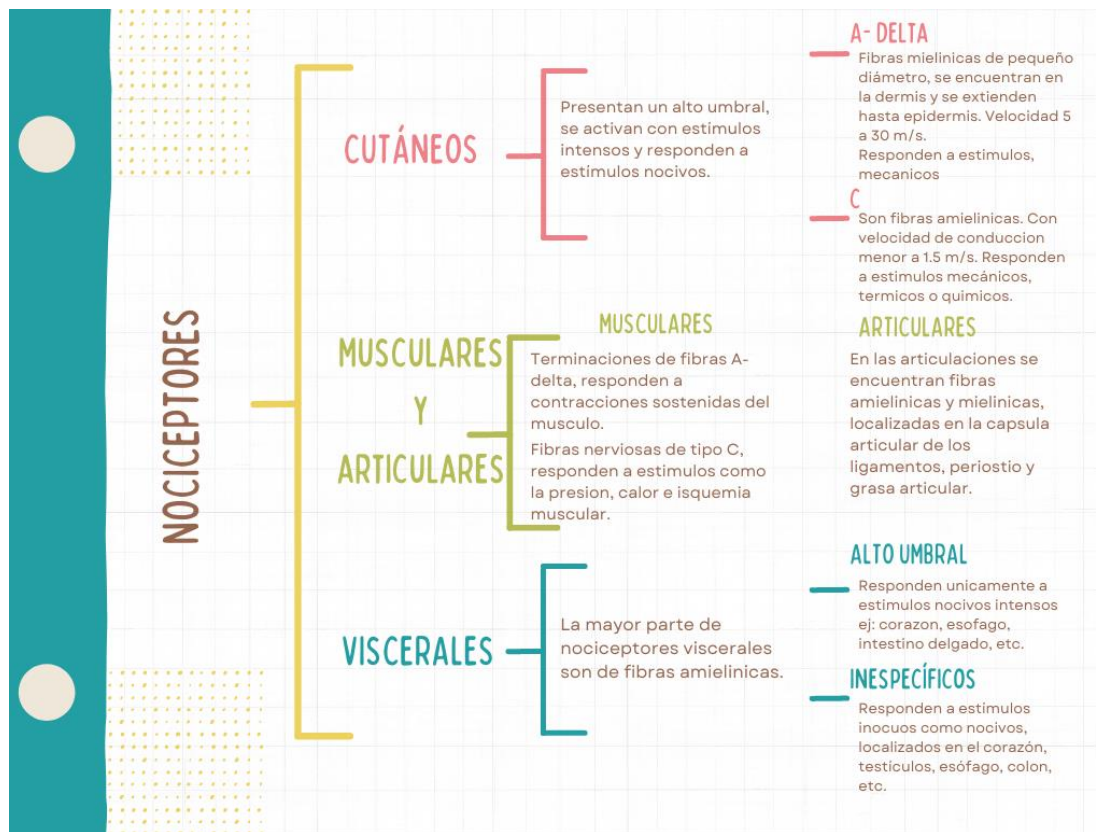 NOCICEPTORES
CUTÁNEOS
Presentan un alto umbral,
se activan con estimulos
intensos y responden a
estimulos nocivos.
A- DELTA
Fibras mielinicas de pequeño
diámetro, se encuentran en
la dermis y se extienden
hasta epidermis. Velocidad 5
a 30 m/s.
Responden a estimulos,
mecanicos
C
Son fibras amielinicas. Con
velocidad de conduccion
menor a 1.5 m/s. Responden
a estimulos mecánicos,
termicos o quimicos.
MUSCULARES
Y
ARTICULARES
MUSCULARES
Terminaciones de fibras A-
delta, responden a
contracciones sostenidas del
musculo.
Fibras nerviosas de tipo C,
responden a estimulos como
la presion, calor e isquemia
muscular.
ARTICULARES
En las articulaciones se
encuentran fibras
amielinicas y mielinicas,
localizadas en la capsula
articular de los
ligamentos, periostio y
grasa articular.
VISCERALES
La mayor parte de
nociceptores viscerales
son de fibras amielinicas.
ALTO UMBRAL
Responden unicamente a
estimulos nocivos intensos
ej: corazon, esofago,
intestino delgado, etc.
INESPECÍFICOS
Responden a estimulos
inocuos como nocivos,
localizados en el corazón,
testiculos, esófago, colon,
etc.